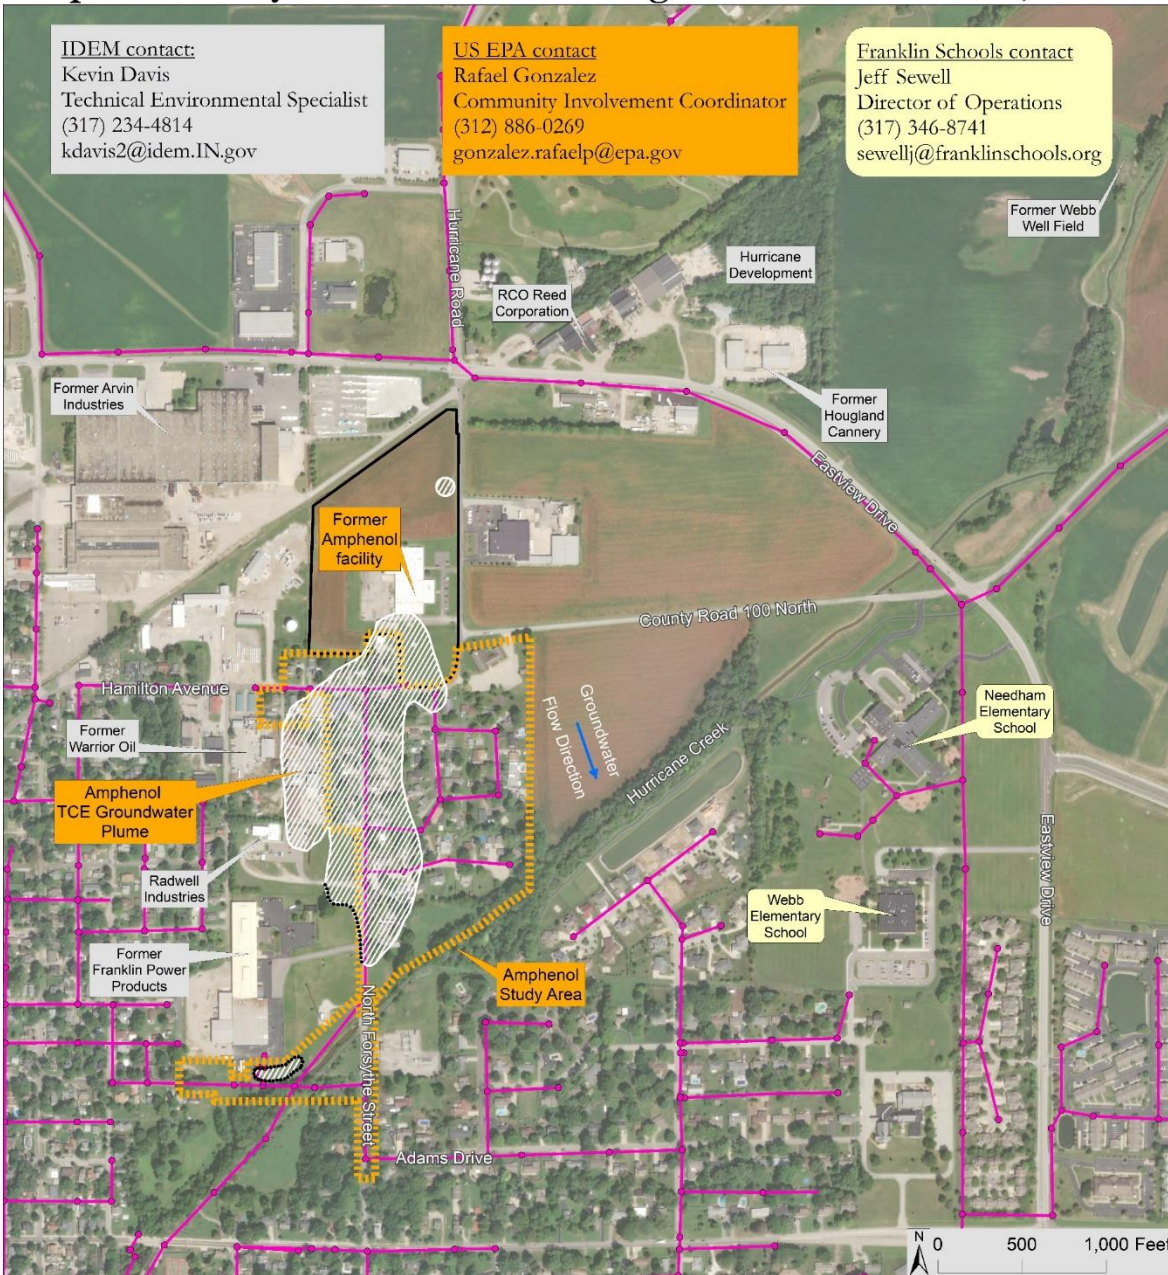 IDEM contact:
Kevin Davis
Technical Environmental Specialist
(317) 234-4814
kdavis2@idem.IN.gov
US EPA contact
Rafael Gonzalez
Community Involvement Coordinator
(312) 886-0269
gonzalez.rafaelp@epa.gov
Franklin Schools contact
Jeff Sewell
Director of Operations
(317) 346-8741
sewellj@franklinschools.org
Former Webb
Well Field
Hurricane Road
Hurricane
Development
RCO Reed
Corporation
Former Arvin
Industries
Former
Hougland
Cannery
Eastview Drive
Former
Amphenol
facility
County Road 100 North
Hamilton Avenue
Groundwater
Flow Direction
Hurricane Creek
Needham
Elementary
School
Former
Warrior Oil
Amphenol
TCE Groundwater
Plume
Eastview Drive
Radwell
Industries
Webb
Elementary
School
Former
Franklin Power
Products
Amphenol
Study Area
North Forsythe Street
Adams Drive
N
0 500 1,000 Feet